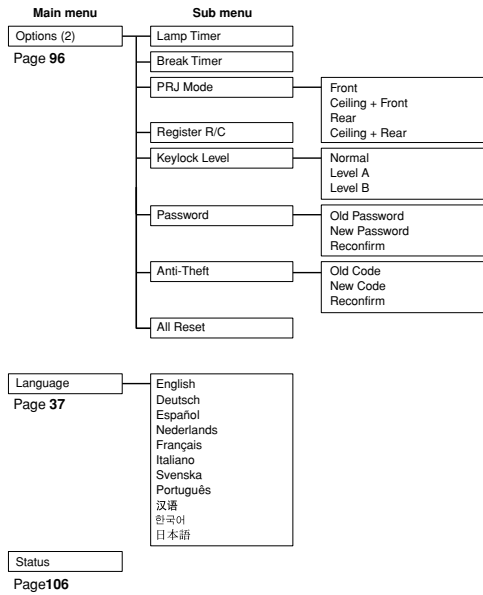 Main menu
Sub menu
Options (2)
Page 96
Lamp Timer
Break Timer
PRJ Mode
Front
Ceiling + Front
Rear
Ceiling + Rear
Register R/C
Keylock Level
Normal
Level A
Level B
Password
Old Password
New Password
Reconfirm
Anti-Theft
Old Code
New Code
Reconfirm
All Reset
Language
Page 37
English
Deutsch
Español
Nederlands
Français
Italiano
Svenska
Português
汉语
한국어
日本語
Status
Page106